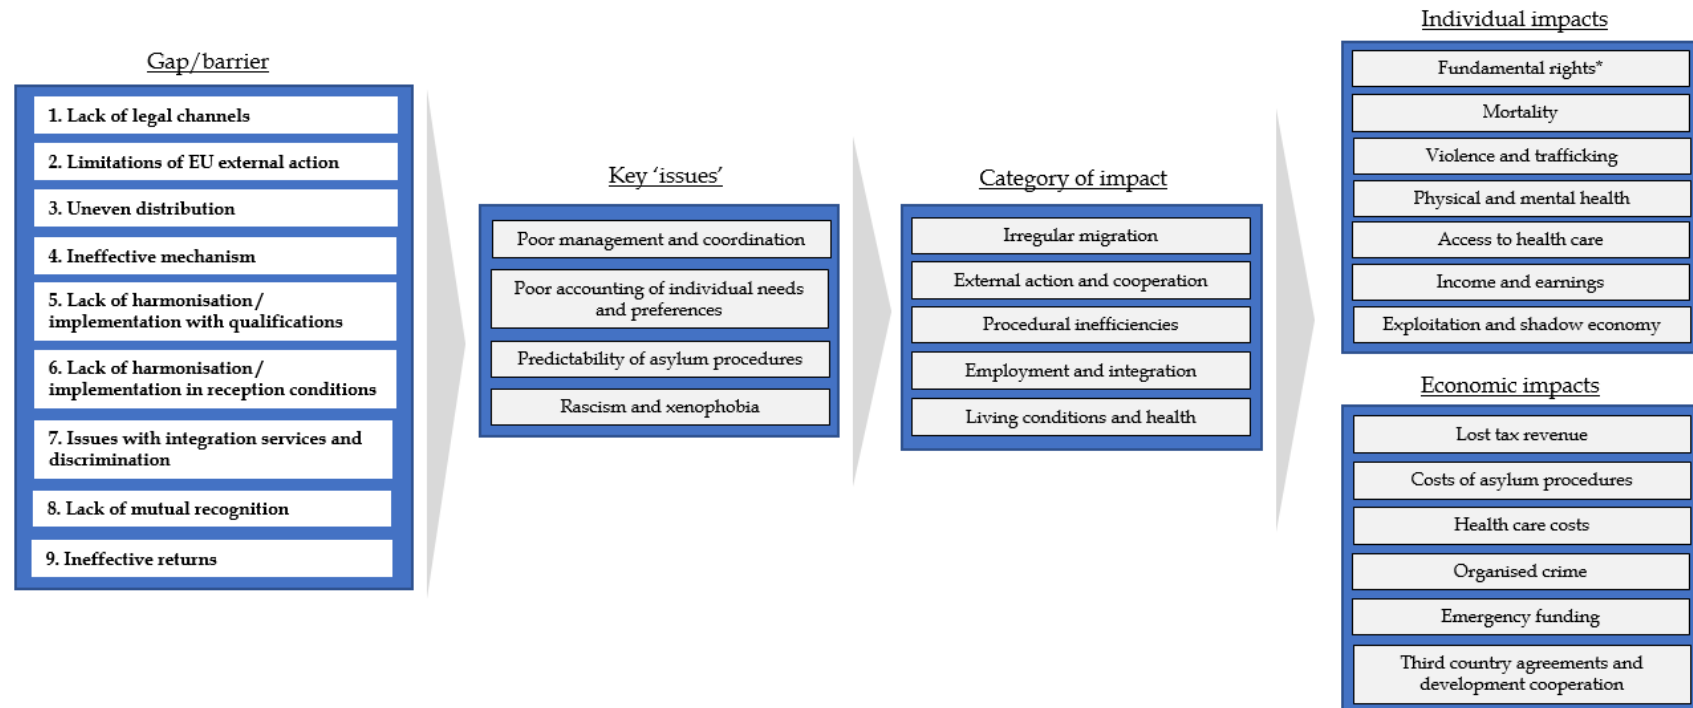 Gap/barrier
1. Lack of legal channels
2. Limitations of EU external action
3. Uneven distribution
4. Ineffective mechanism
5. Lack of harmonisation/
implementation with qualifications
6. Lack of harmonisation/
implementation in reception conditions
7. Issues with integration services and
discrimination
8. Lack of mutual recognition
9. Ineffective returns
Key ‘issues’
Poor management and coordination
Poor accounting of individual needs
and preferences
Predictability of asylum procedures
Rascism and xenophobia
Category of impact
Irregular migration
External action and cooperation
Procedural inefficiencies
Employment and integration
Living conditions and health
Individual impacts
Fundamental rights*
Mortality
Violence and trafficking
Physical and mental health
Access to health care
Income and earnings
Exploitation and shadow economy
Economic impacts
Lost tax revenue
Costs of asylum procedures
Health care costs
Organised crime
Emergency funding
Third country agreements and
development cooperation